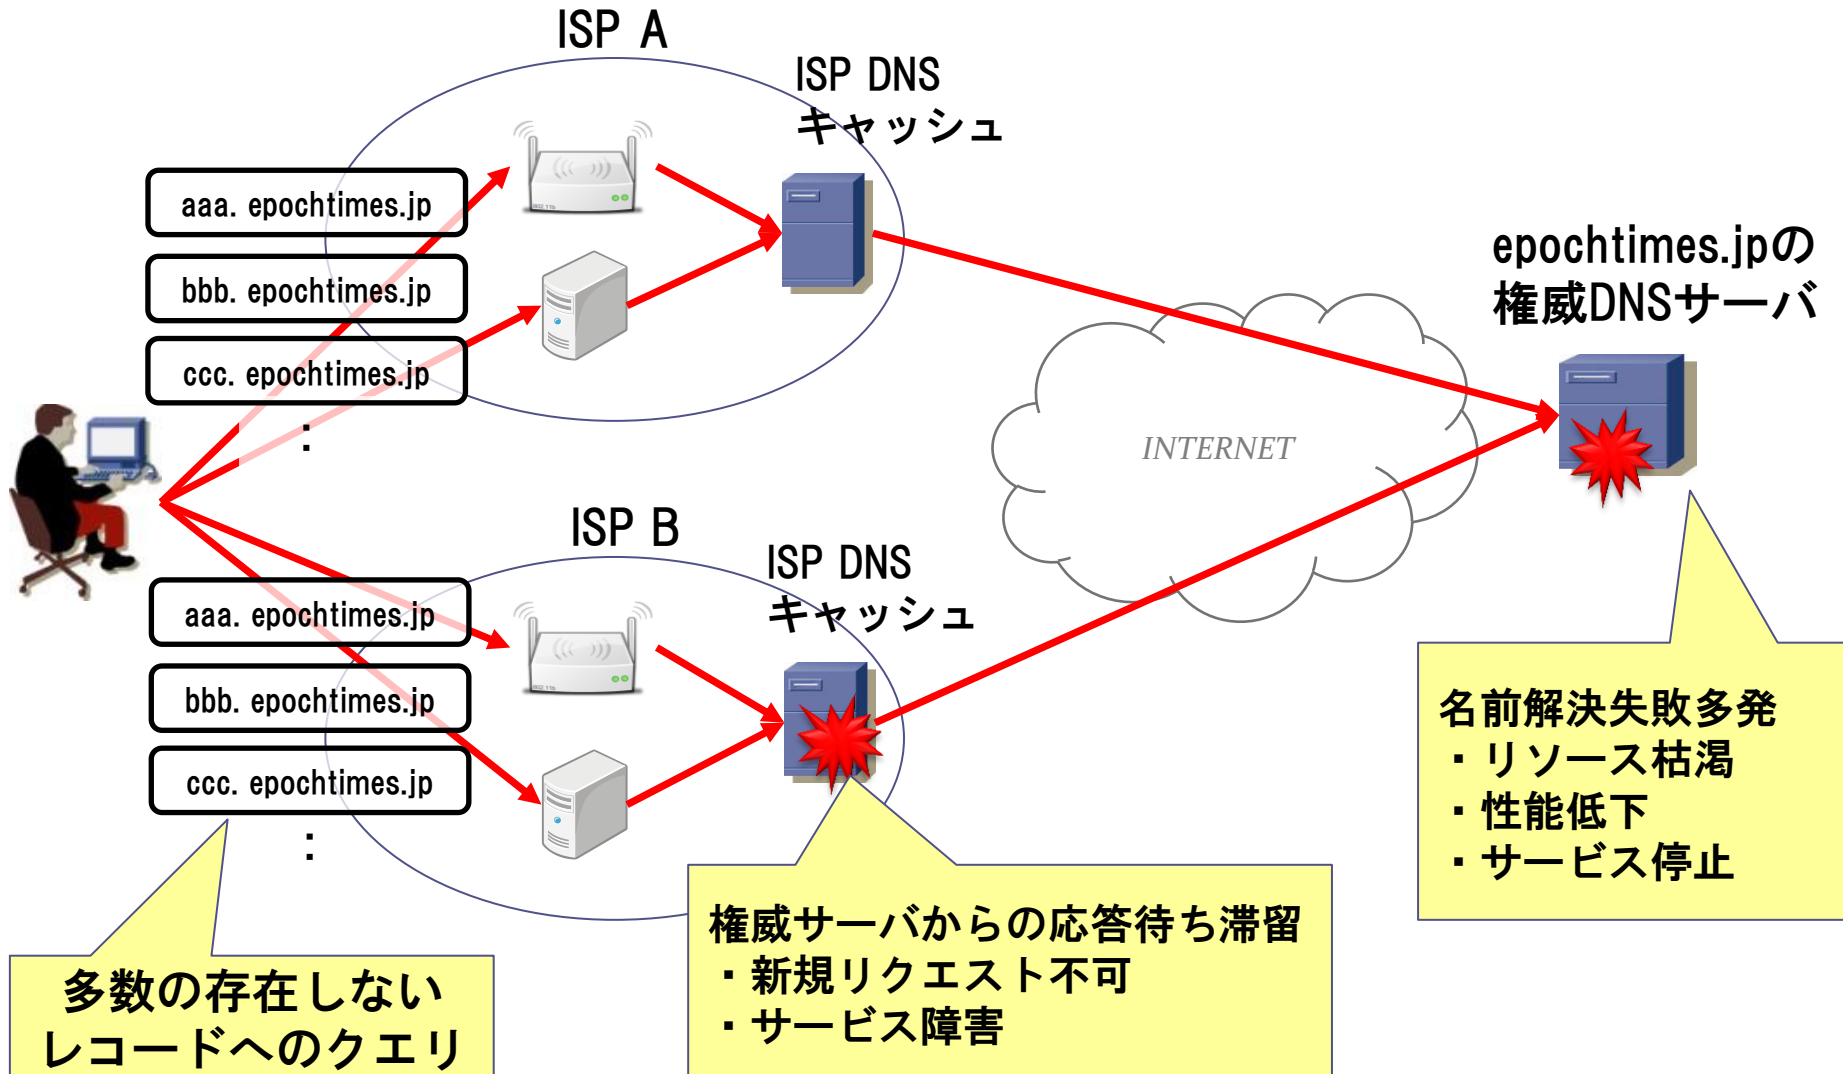 ISP A
ISP DNS
キャッシュ
aaa. epochtimes.jp
bbb. epochtimes.jp
ccc. epochtimes.jp
:
epochtimes.jpの
権威DNSサーバ
INTERNET
ISP B
ISP DNS
キャッシュ
aaa. epochtimes.jp
bbb. epochtimes.jp
ccc. epochtimes.jp
:
名前解決失敗多発
・リソース枯渇
・性能低下
・サービス停止
権威サーバからの応答待ち滞留
・新規リクエスト不可
・サービス障害
多数の存在しない
レコードへのクエリ